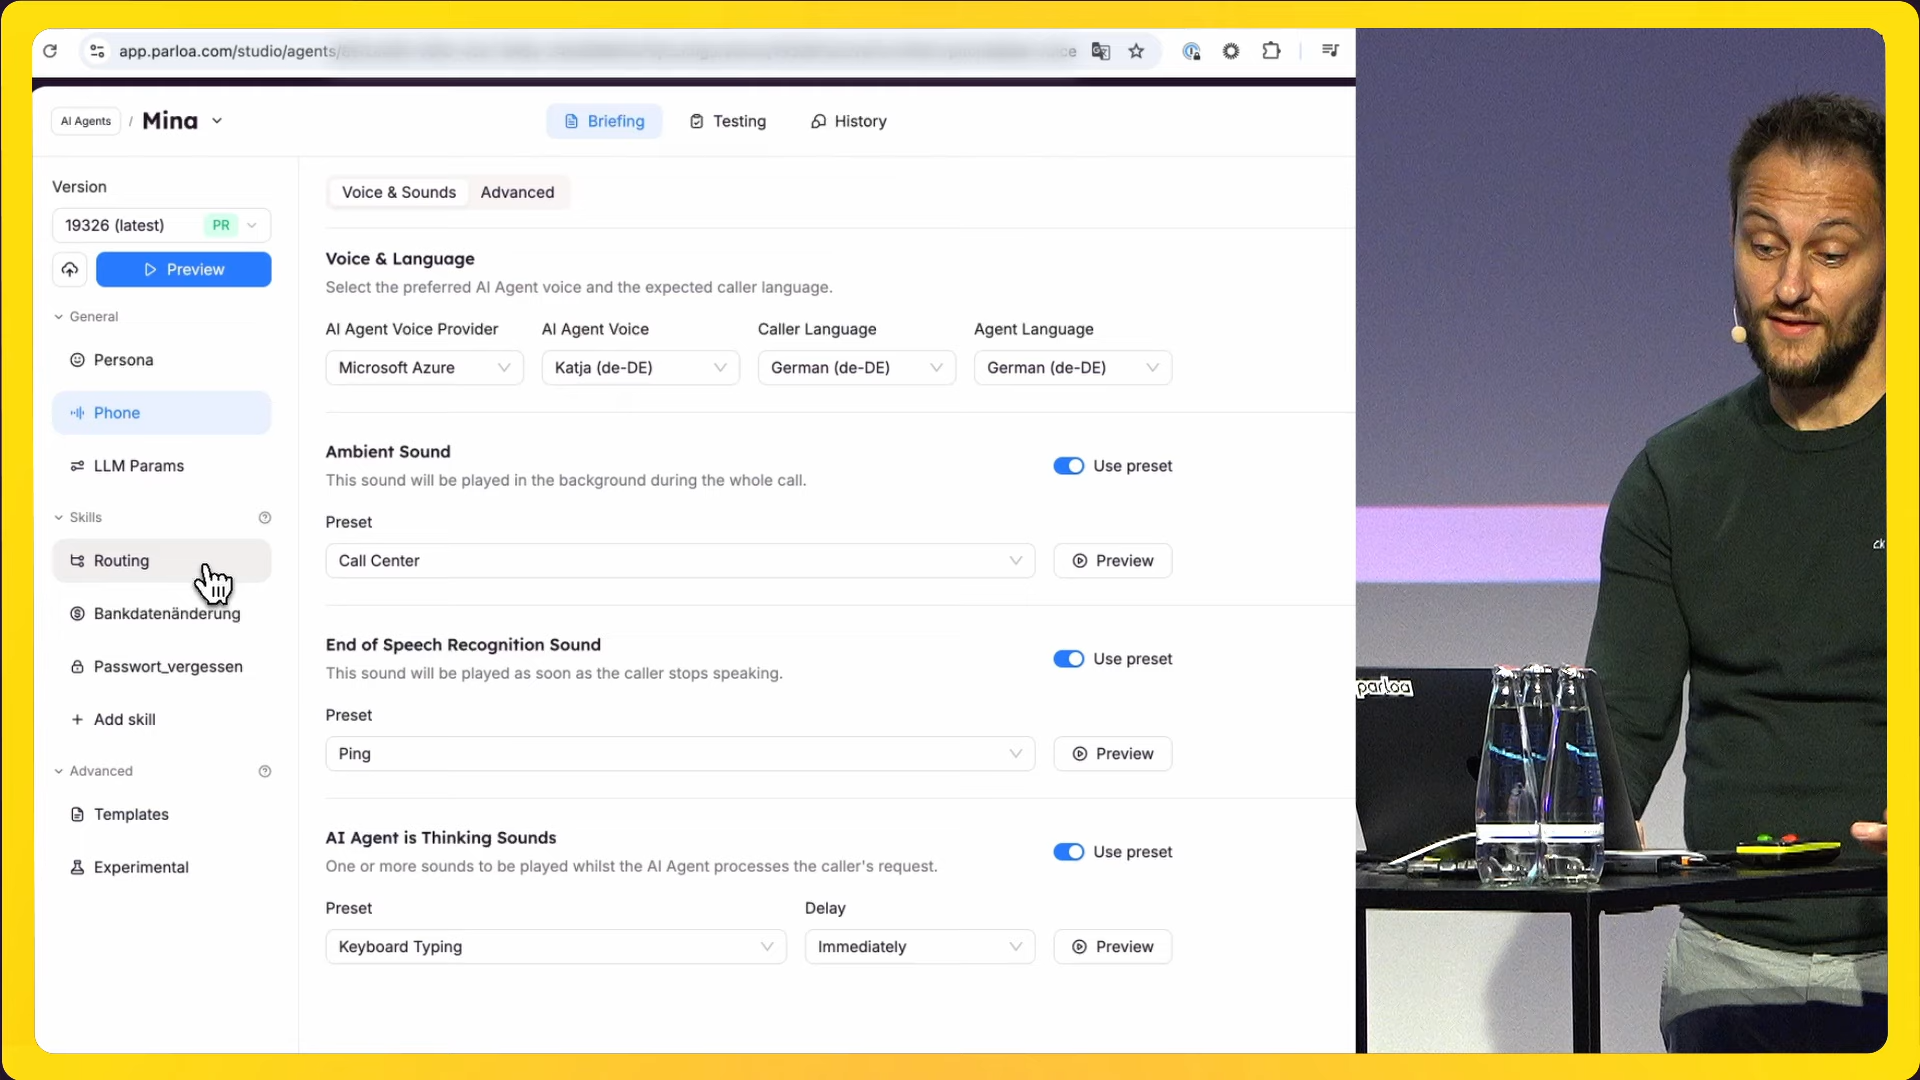 app.parloa.com/studio/agents/
AI Agents / Mina
Briefing
Testing
History
Version
19326 (latest) PR
Preview
General
Persona
Phone
LLM Params
Skills
Routing
Bankdatenänderung
Passwort_vergessen
+ Add skill
Advanced
Templates
Experimental
Voice & Sounds
Advanced
Voice & Language
Select the preferred AI Agent voice and the expected caller language.
AI Agent Voice Provider
AI Agent Voice
Caller Language
Agent Language
Microsoft Azure
Katja (de-DE)
German (de-DE)
German (de-DE)
Ambient Sound
This sound will be played in the background during the whole call.
Use preset
Preset
Call Center
Preview
End of Speech Recognition Sound
This sound will be played as soon as the caller stops speaking.
Use preset
Preset
Ping
Preview
AI Agent is Thinking Sounds
One or more sounds to be played whilst the AI Agent processes the caller's request.
Use preset
Preset
Delay
Keyboard Typing
Immediately
Preview
parloa
ck